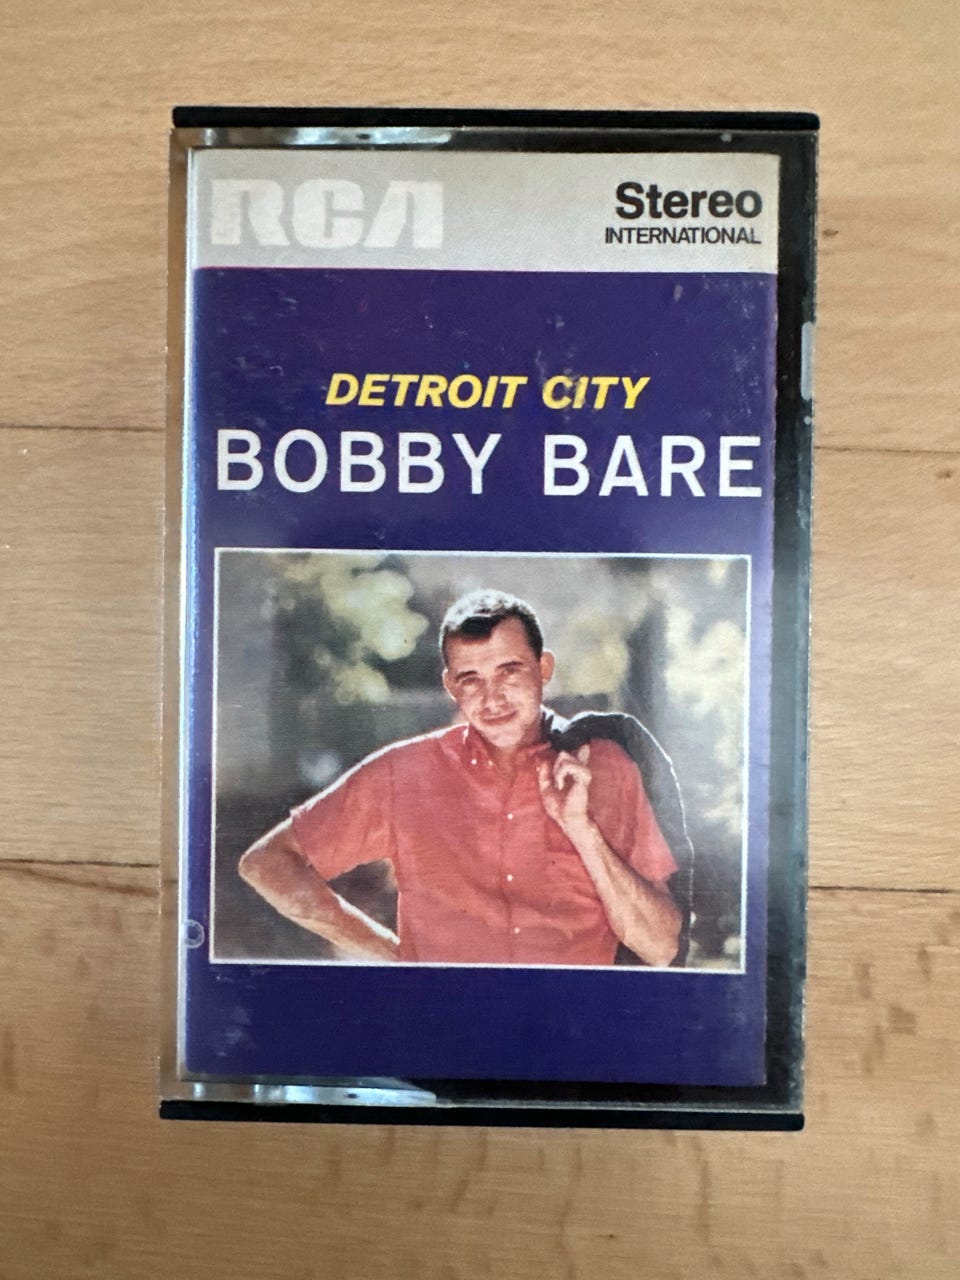 RCA
Stereo
INTERNATIONAL
DETROIT CITY
BOBBY BARE